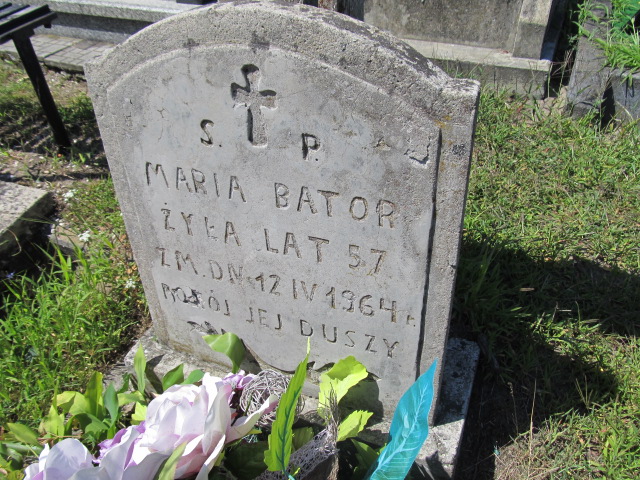 S. P.
MARIA BATOR
ŻYŁA LAT 57
ZM. DN. 12 IV 1964 r.
POKÓJ JEJ DUSZY